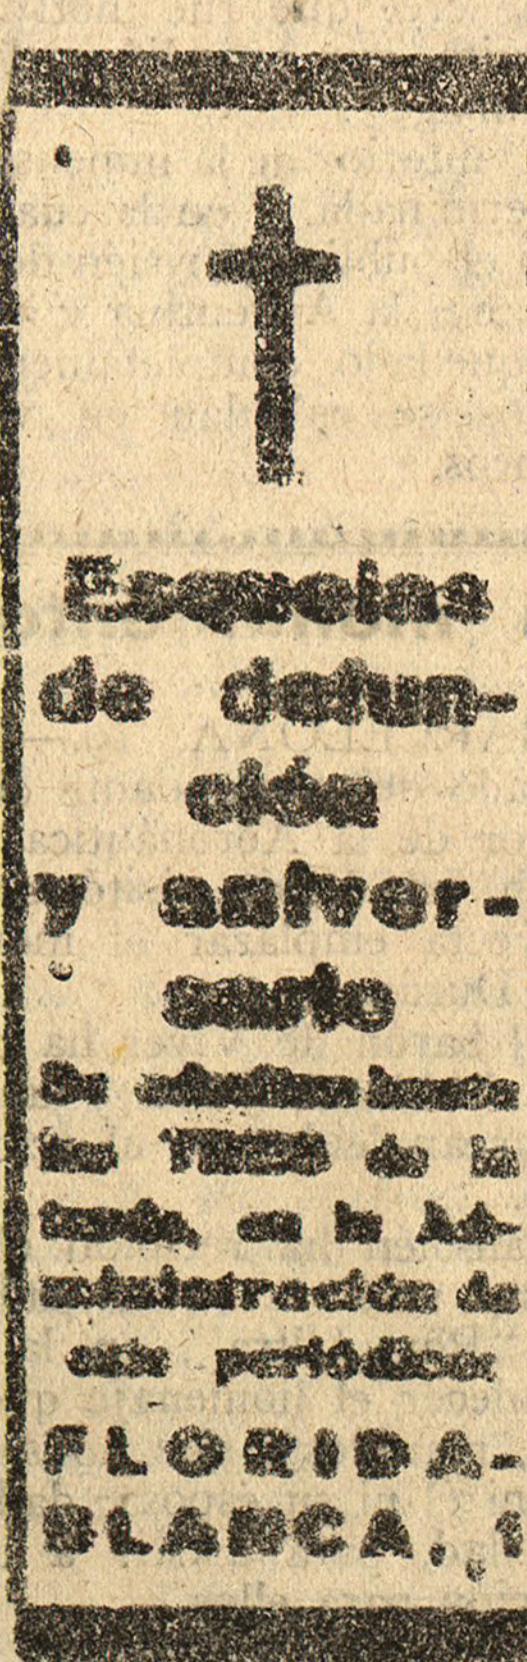 Esquelas
de defun-
ción
y aniver-
sario
Se admiten hasta
las TRES de la
tarde, en la Ad-
ministración de
este periódico:
FLORIDA-
BLANCA, 1